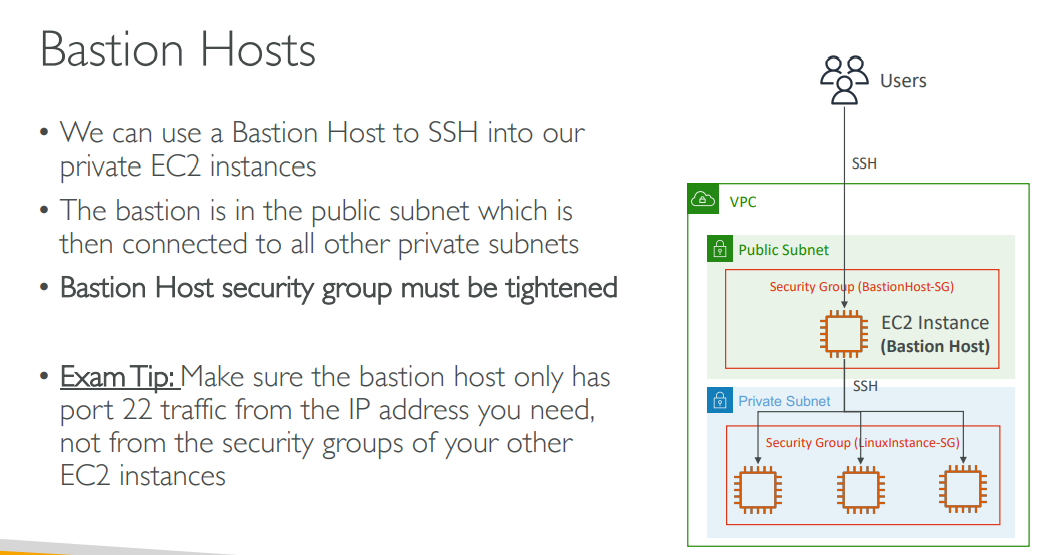 Bastion Hosts
• We can use a Bastion Host to SSH into our
private EC2 instances
• The bastion is in the public subnet which is
then connected to all other private subnets
• Bastion Host security group must be tightened
• Exam Tip: Make sure the bastion host only has
port 22 traffic from the IP address you need,
not from the security groups of your other
EC2 instances
Users
SSH
VPC
Public Subnet
Security Group (BastionHost-SG)
EC2 Instance
(Bastion Host)
SSH
Private Subnet
Security Group (LinuxInstance-SG)